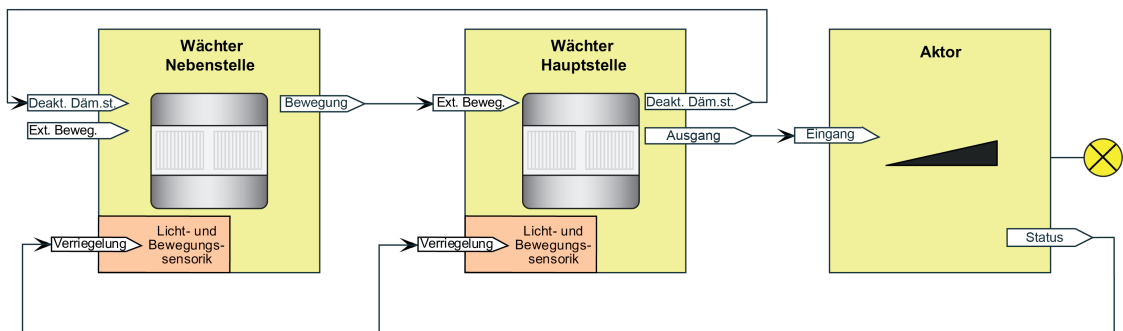 Wächter
Nebenstelle
Deakt. Däm.st.
Ext. Beweg.
Bewegung
Verriegelung
Licht- und
Bewegungs-
sensorik
Wächter
Hauptstelle
Ext. Beweg.
Deakt. Däm.st.
Ausgang
Verriegelung
Licht- und
Bewegungs-
sensorik
Aktor
Eingang
Status